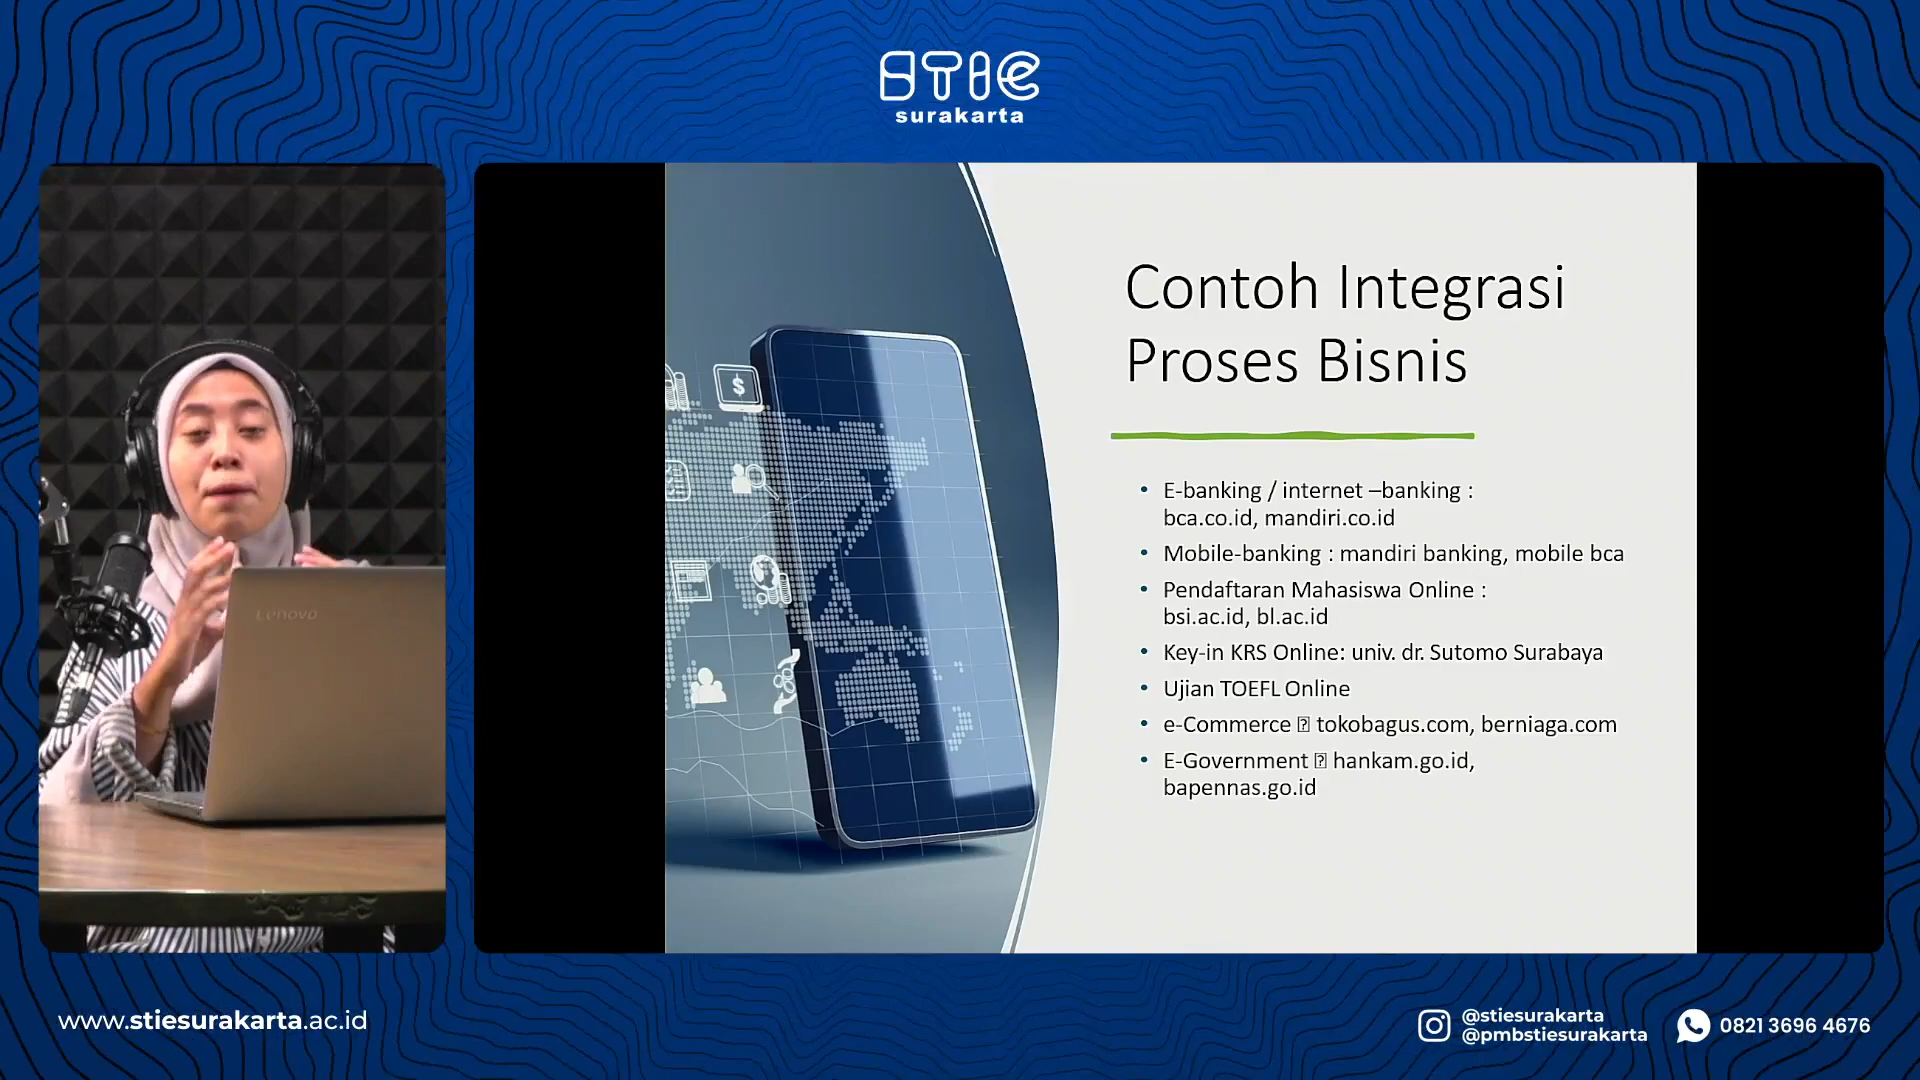 STIE
surakarta
Lenovo
Contoh Integrasi
Proses Bisnis
• E-banking / internet –banking :
bca.co.id, mandiri.co.id
• Mobile-banking : mandiri banking, mobile bca
• Pendaftaran Mahasiswa Online :
bsi.ac.id, bl.ac.id
• Key-in KRS Online: univ. dr. Sutomo Surabaya
• Ujian TOEFL Online
• e-Commerce ⍰ tokobagus.com, berniaga.com
• E-Government ⍰ hankam.go.id,
bapennas.go.id
www.stiesurakarta.ac.id
@stiesurakarta
@pmbstiesurakarta
0821 3696 4676